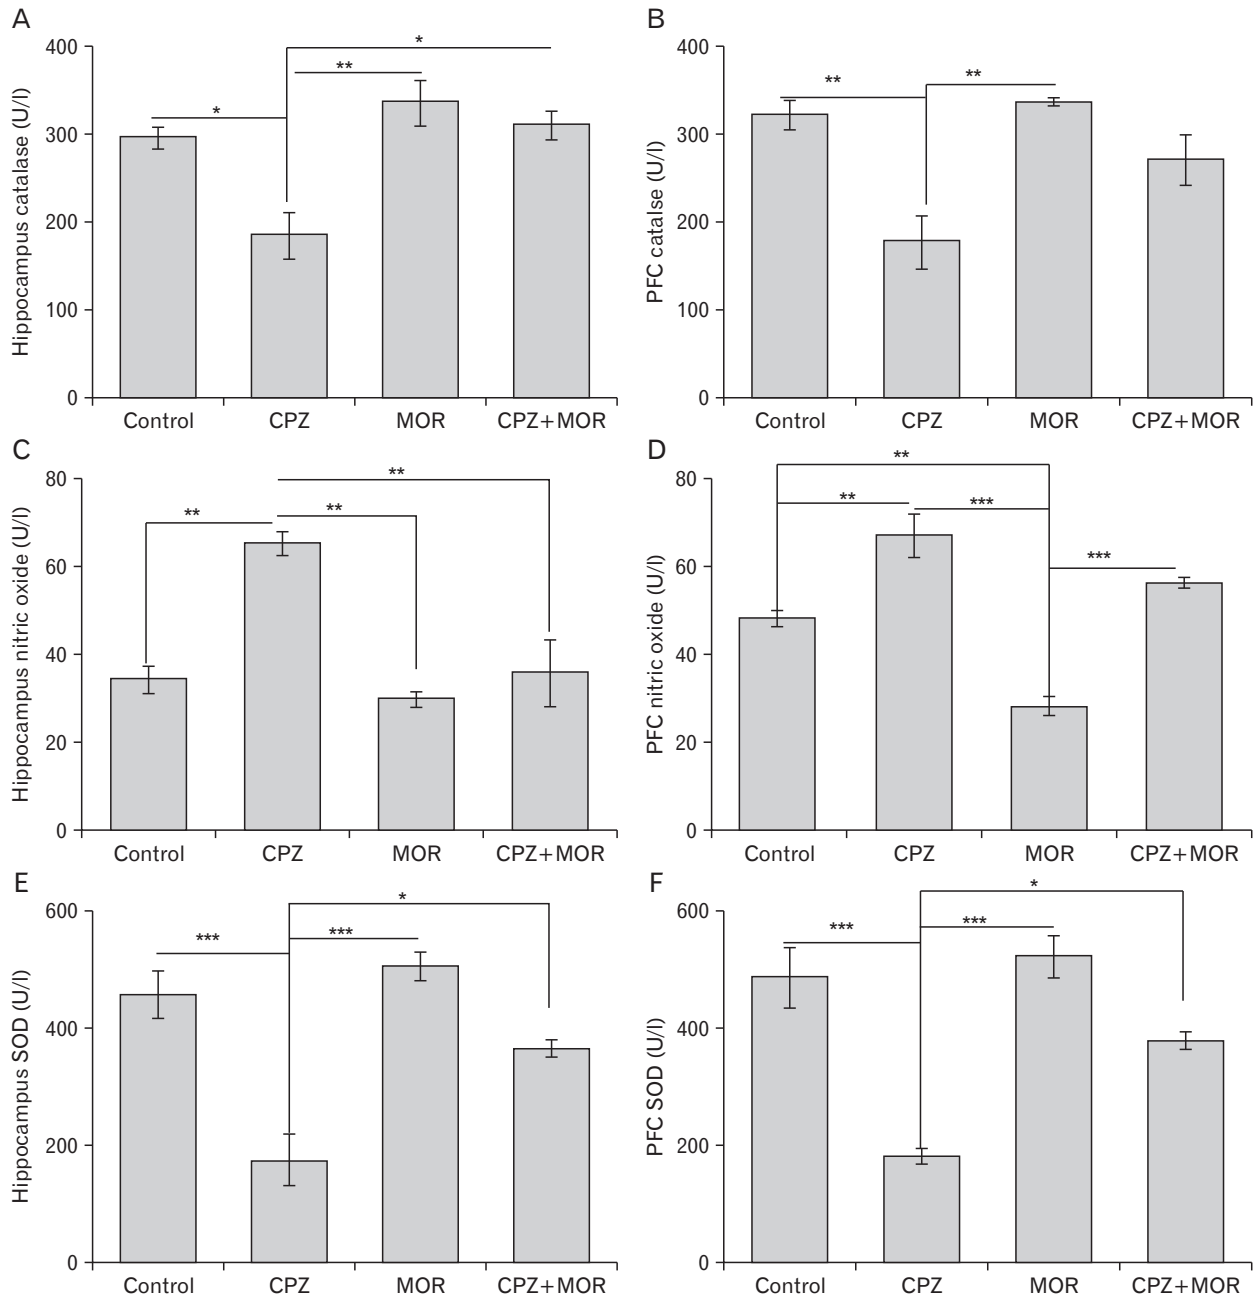 A
Hippocampus catalase (U/l)
400
300
200
100
0
*
**
*
Control CPZ MOR CPZ+MOR
B
PFC catalse (U/l)
400
300
200
100
0
**
**
Control CPZ MOR CPZ+MOR
C
Hippocampus nitric oxide (U/l)
80
60
40
20
0
**
**
**
Control CPZ MOR CPZ+MOR
D
PFC nitric oxide (U/l)
80
60
40
20
0
**
**
***
***
Control CPZ MOR CPZ+MOR
E
Hippocampus SOD (U/l)
600
400
200
0
*
***
***
Control CPZ MOR CPZ+MOR
F
PFC SOD (U/l)
600
400
200
0
*
***
***
Control CPZ MOR CPZ+MOR